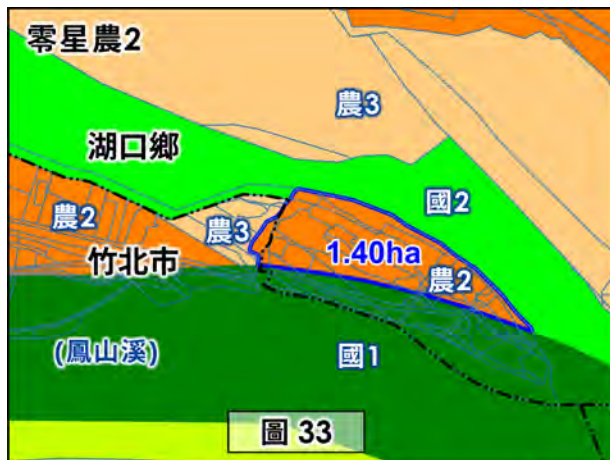 零星農2
農3
湖口鄉
農2
農3
國2
1.40ha
農2
竹北市
(鳳山溪)
國1
圖 33